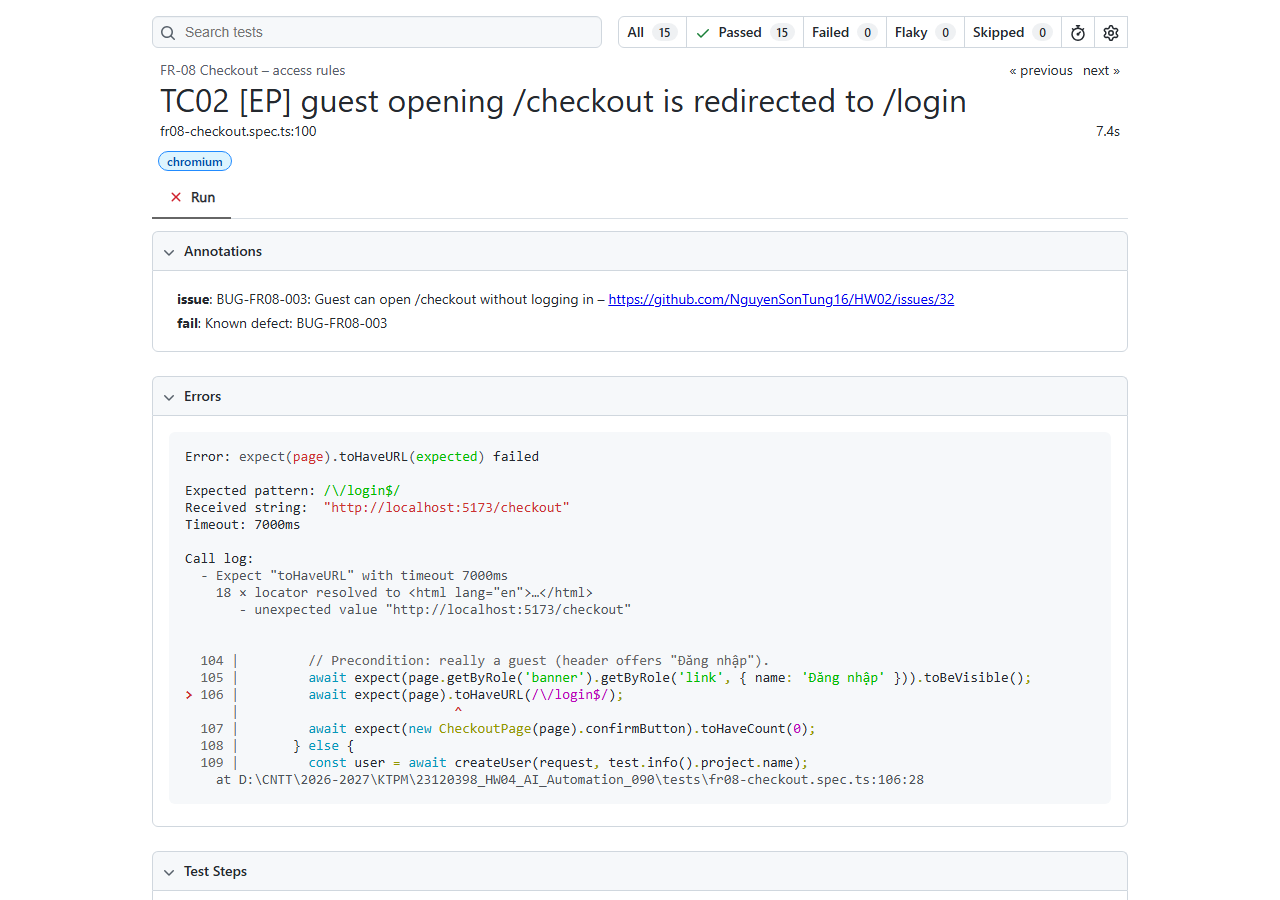 Search tests
All 15 Passed 15 Failed 0 Flaky 0 Skipped 0
FR-08 Checkout – access rules
« previous next »
TC02 [EP] guest opening /checkout is redirected to /login
fr08-checkout.spec.ts:100
7.4s
chromium
Run
Annotations
issue: BUG-FR08-003: Guest can open /checkout without logging in – https://github.com/NguyenSonTung16/HW02/issues/32
fail: Known defect: BUG-FR08-003
Errors
Error: expect(page).toHaveURL(expected) failed
Expected pattern: /\/login$/
Received string:  "http://localhost:5173/checkout"
Timeout: 7000ms
Call log:
- Expect "toHaveURL" with timeout 7000ms
18 × locator resolved to <html lang="en">…</html>
- unexpected value "http://localhost:5173/checkout"
104 | // Precondition: really a guest (header offers "Đăng nhập").
105 | await expect(page.getByRole('banner').getByRole('link', { name: 'Đăng nhập' })).toBeVisible();
> 106 | await expect(page).toHaveURL(/\/login$/);
| ^
107 | await expect(new CheckoutPage(page).confirmButton).toHaveCount(0);
108 | } else {
109 | const user = await createUser(request, test.info().project.name);
at D:\CNTT\2026-2027\KTPM\23120398_HW04_AI_Automation_090\tests\fr08-checkout.spec.ts:106:28
Test Steps